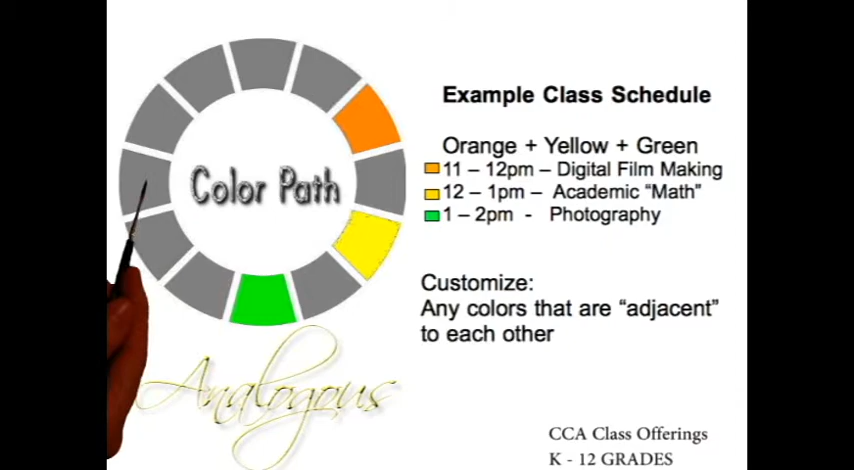 Color Path
Analogous
Example Class Schedule
Orange + Yellow + Green
11 – 12pm – Digital Film Making
12 – 1pm – Academic “Math”
1 – 2pm - Photography
Customize:
Any colors that are “adjacent”
to each other
CCA Class Offerings
K - 12 GRADES